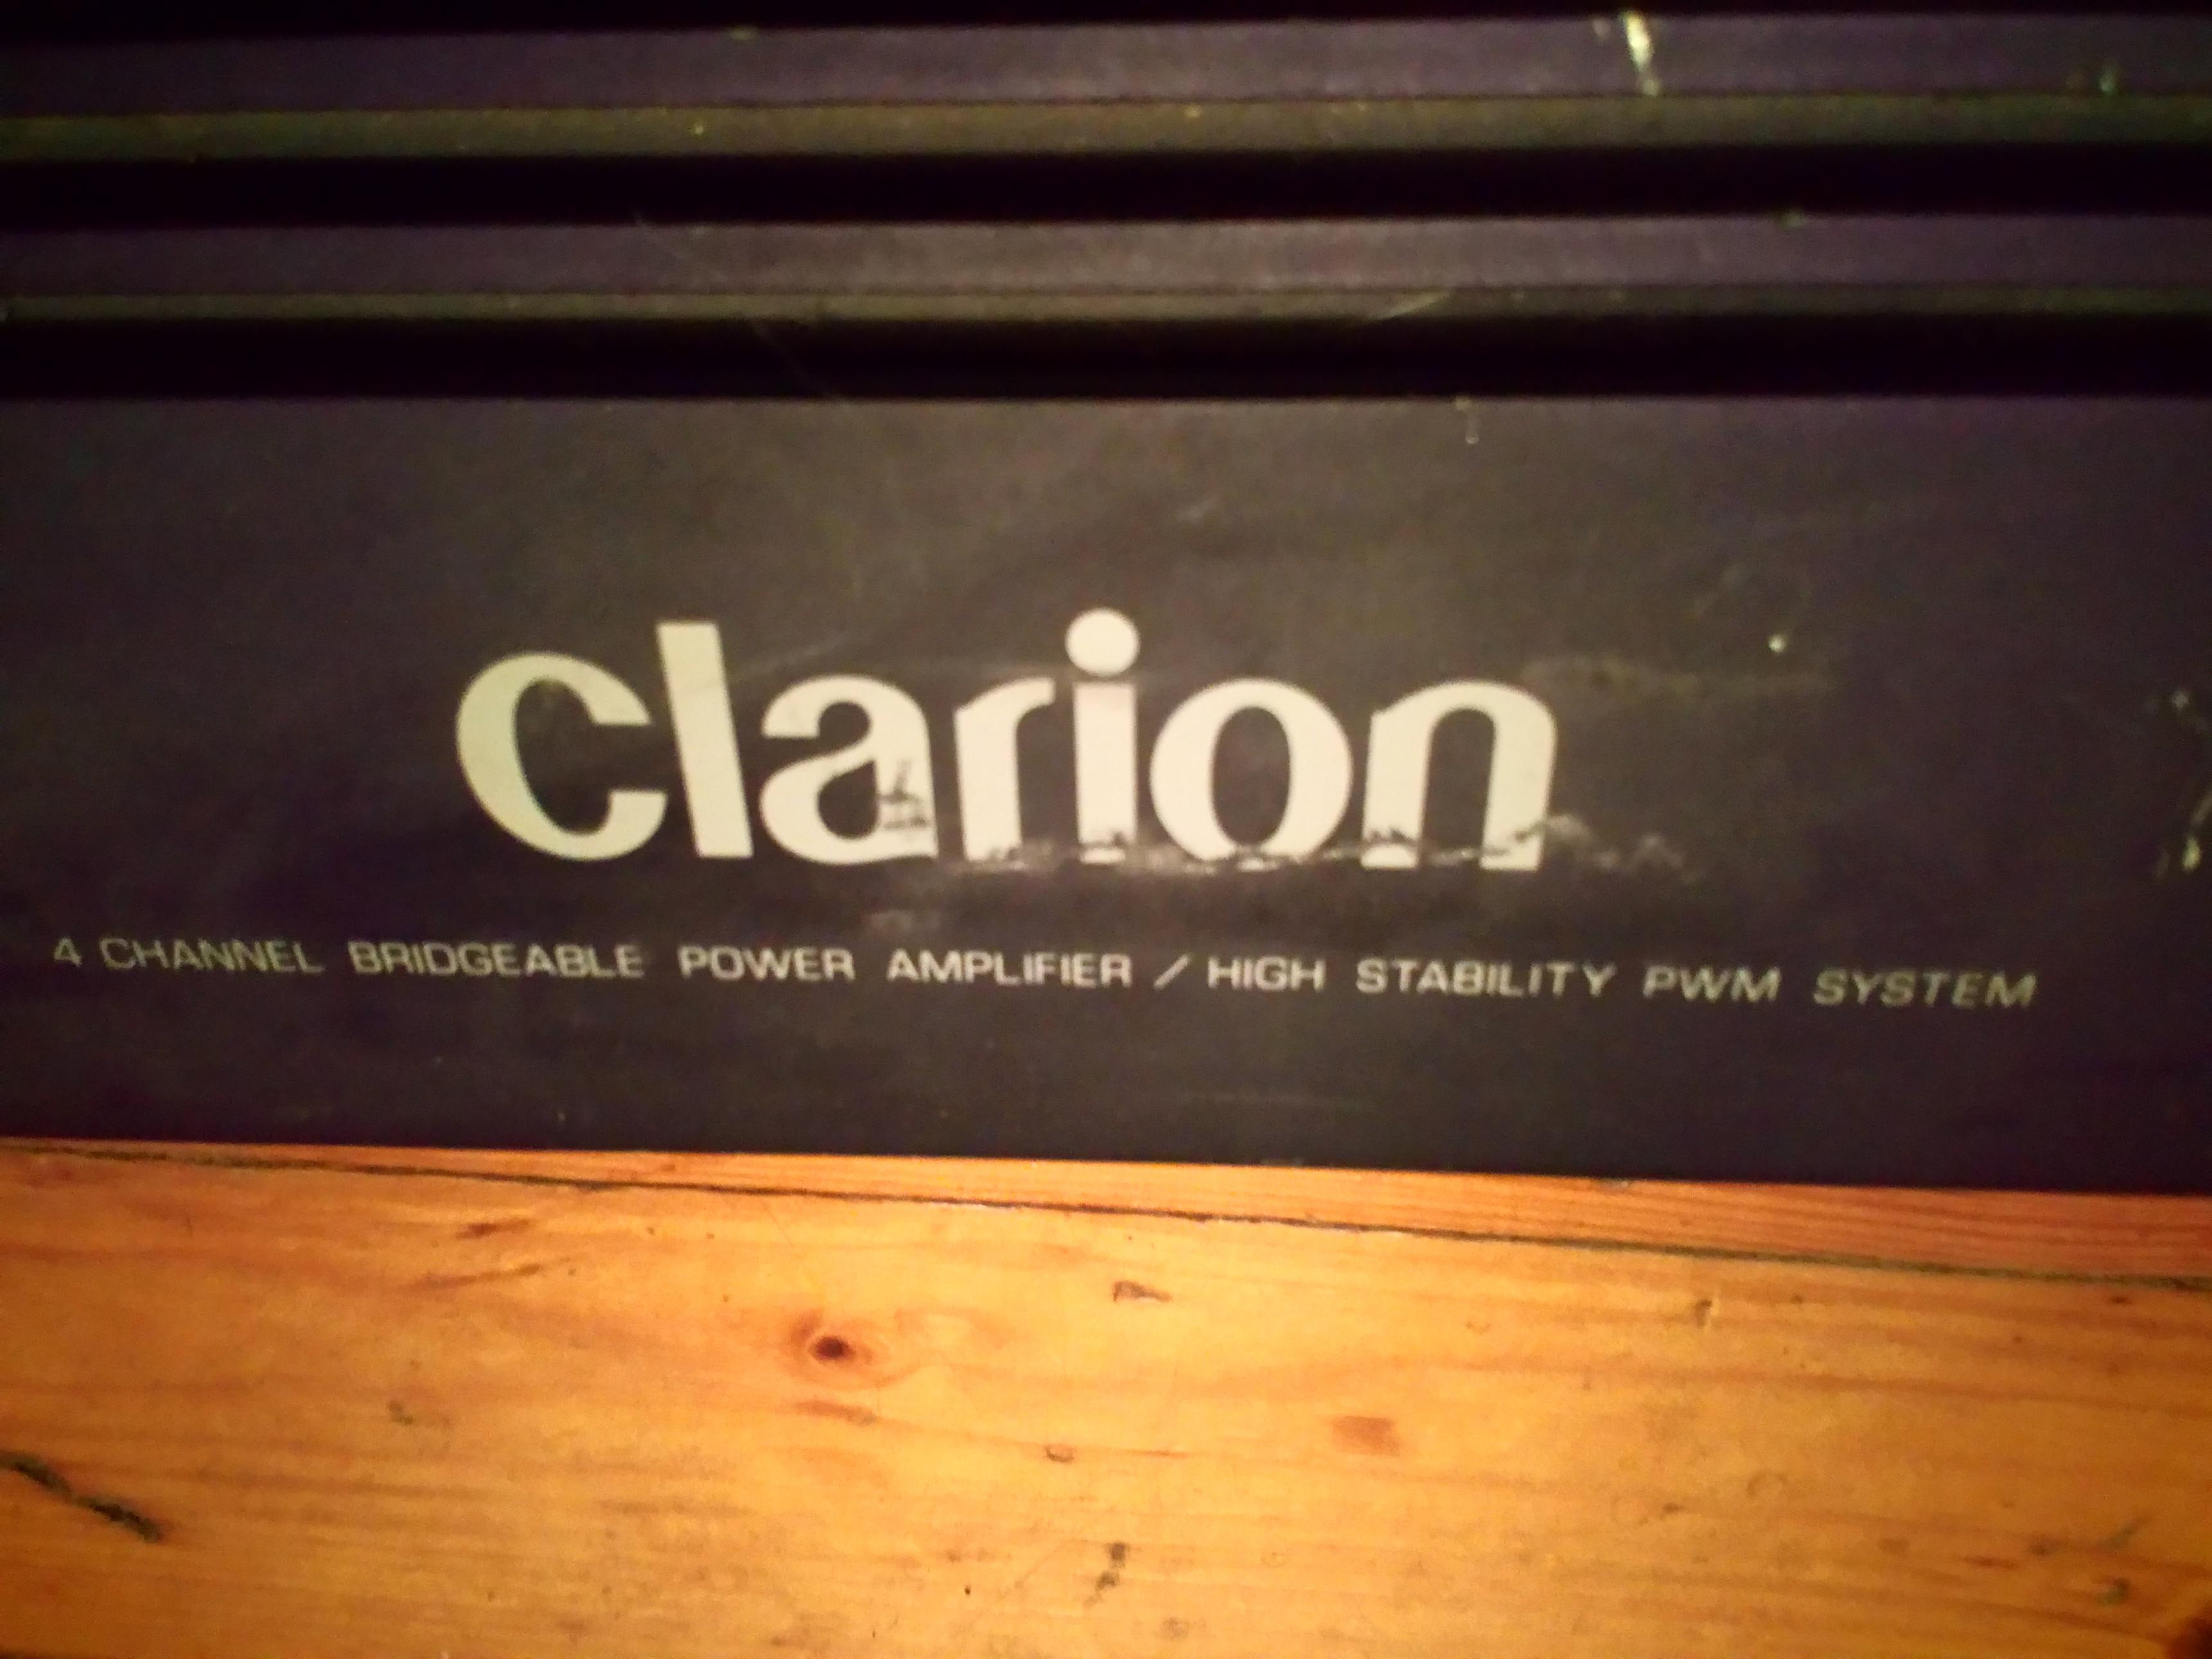 clarion
4 CHANNEL BRIDGEABLE POWER AMPLIFIER / HIGH STABILITY PWM SYSTEM